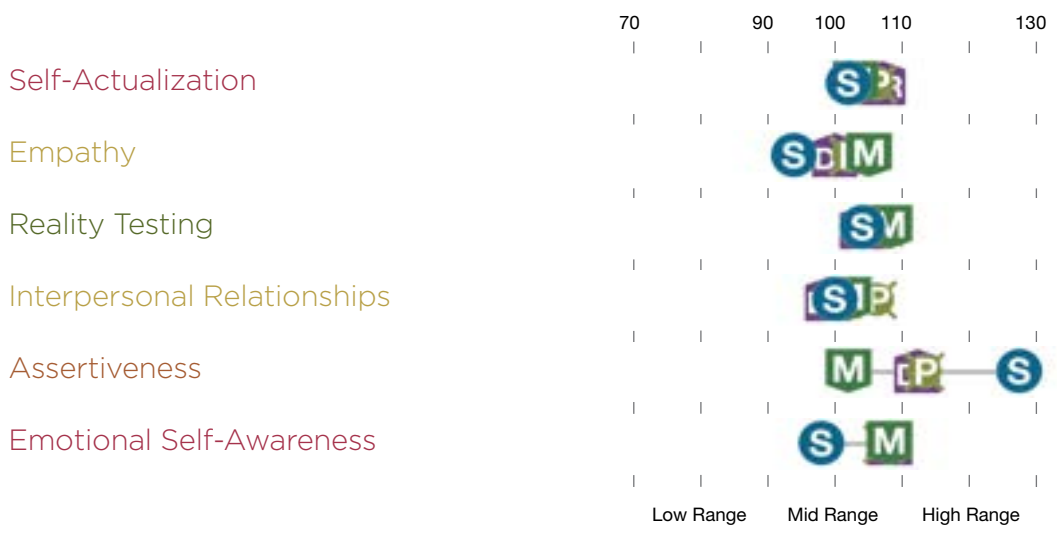 70 90 100 110 130
Self-Actualization S P R
Empathy S D I M
Reality Testing S M
Interpersonal Relationships S P
Assertiveness M D P S
Emotional Self-Awareness S M
Low Range Mid Range High Range